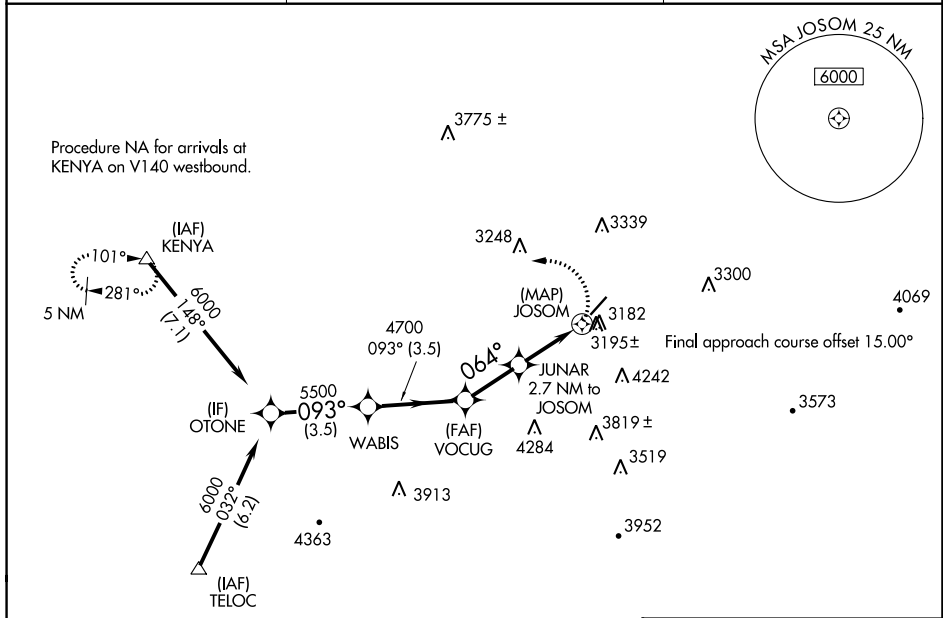 MSA JOSOM 25 NM
6000
3775 ±
Procedure NA for arrivals at
KENYA on V140 westbound.
(IAF)
KENYA
101°
281°
5 NM
6000
148°
(7.1)
3248
3339
3300
4069
(MAP)
JOSOM
3182
3195±
Final approach course offset 15.00°
4700
093° (3.5)
064°
JUNAR
2.7 NM to
JOSOM
4242
3573
(IF)
OTONE
5500
093°
(3.5)
WABIS
(FAF)
VOCUG
4284
3819 ±
3519
3913
4363
3952
6000
032°
(6.2)
(IAF)
TELOC